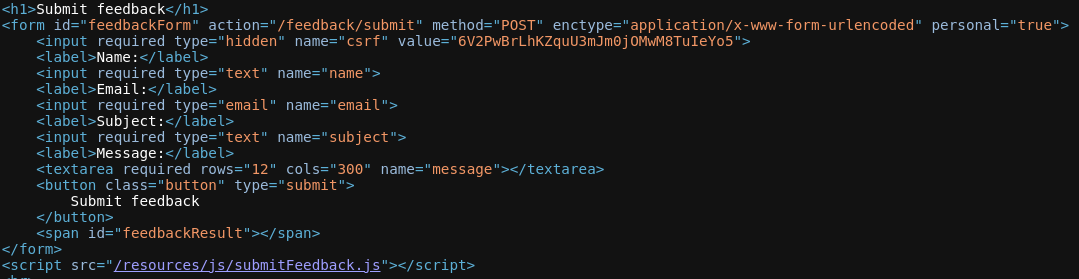 <h1>Submit feedback</h1>
<form id="feedbackForm" action="/feedback/submit" method="POST" enctype="application/x-www-form-urlencoded" personal="true">
    <input required type="hidden" name="csrf" value="6V2PwBrLhKZquU3mJm0jOMwM8TuIeYo5">
    <label>Name:</label>
    <input required type="text" name="name">
    <label>Email:</label>
    <input required type="email" name="email">
    <label>Subject:</label>
    <input required type="text" name="subject">
    <label>Message:</label>
    <textarea required rows="12" cols="300" name="message"></textarea>
    <button class="button" type="submit">
        Submit feedback
    </button>
    <span id="feedbackResult"></span>
</form>
<script src="/resources/js/submitFeedback.js"></script>